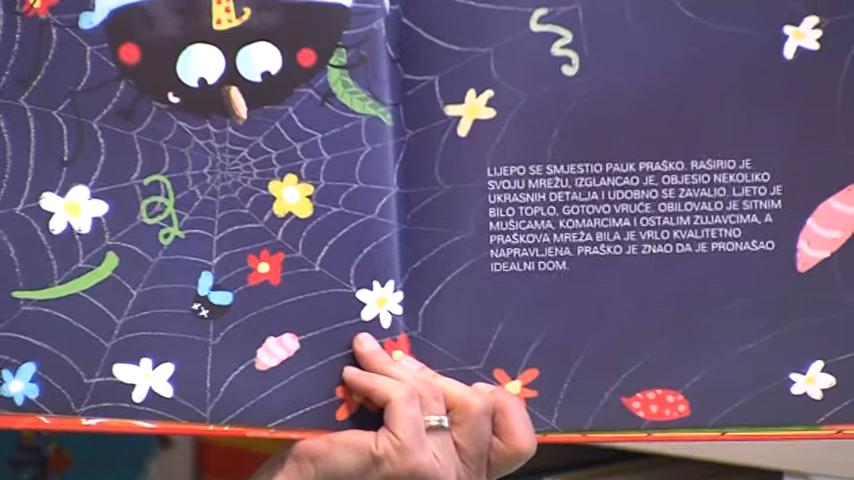 LIJEPO SE SMJESTIO PAUK PRAŠKO. RAŠIRIO JE
SVOJU MREŽU, IZGLANCAO JE, OBJESIO NEKOLIKO
UKRASNIH DETALJA I UDOBNO SE ZAVALIO. LJETO JE
BILO TOPLO, GOTOVO VRUĆE. OBILOVALO JE SITNIM
MUŠICAMA, KOMARCIMA I OSTALIM ZUJAVCIMA, A
PRAŠKOVA MREŽA BILA JE VRLO KVALITETNO
NAPRAVLJENA. PRAŠKO JE ZNAO DA JE PRONAŠAO
IDEALNI DOM.